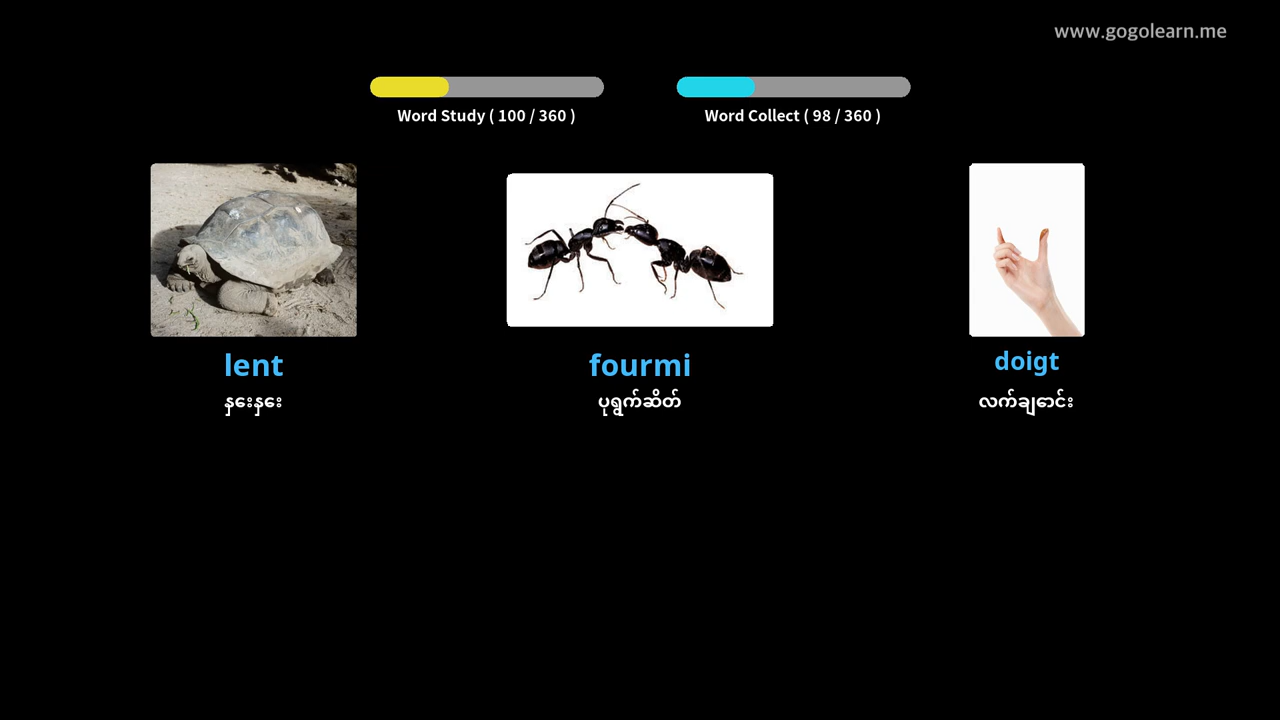 www.gogolearn.me
Word Study ( 100 / 360 )
Word Collect ( 98 / 360 )
lent
fourmi
doigt
နှေးနှေး
ပုရွက်ဆိတ်
လက်ချောင်း